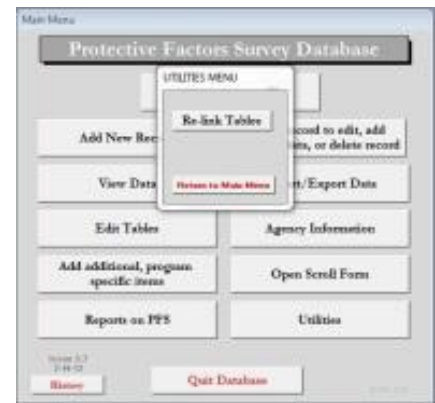 Main Menu
Protective Factors Survey Database
UTILITIES MENU
Re-link Tables
Return to Main Menu
Add New Rec
cord to edit, add
or delete record
View Data
rt/Export Data
Edit Tables
Agency Information
Add additional, program
specific items
Open Scroll Form
Reports on PFS
Utilities
History
Quit Database